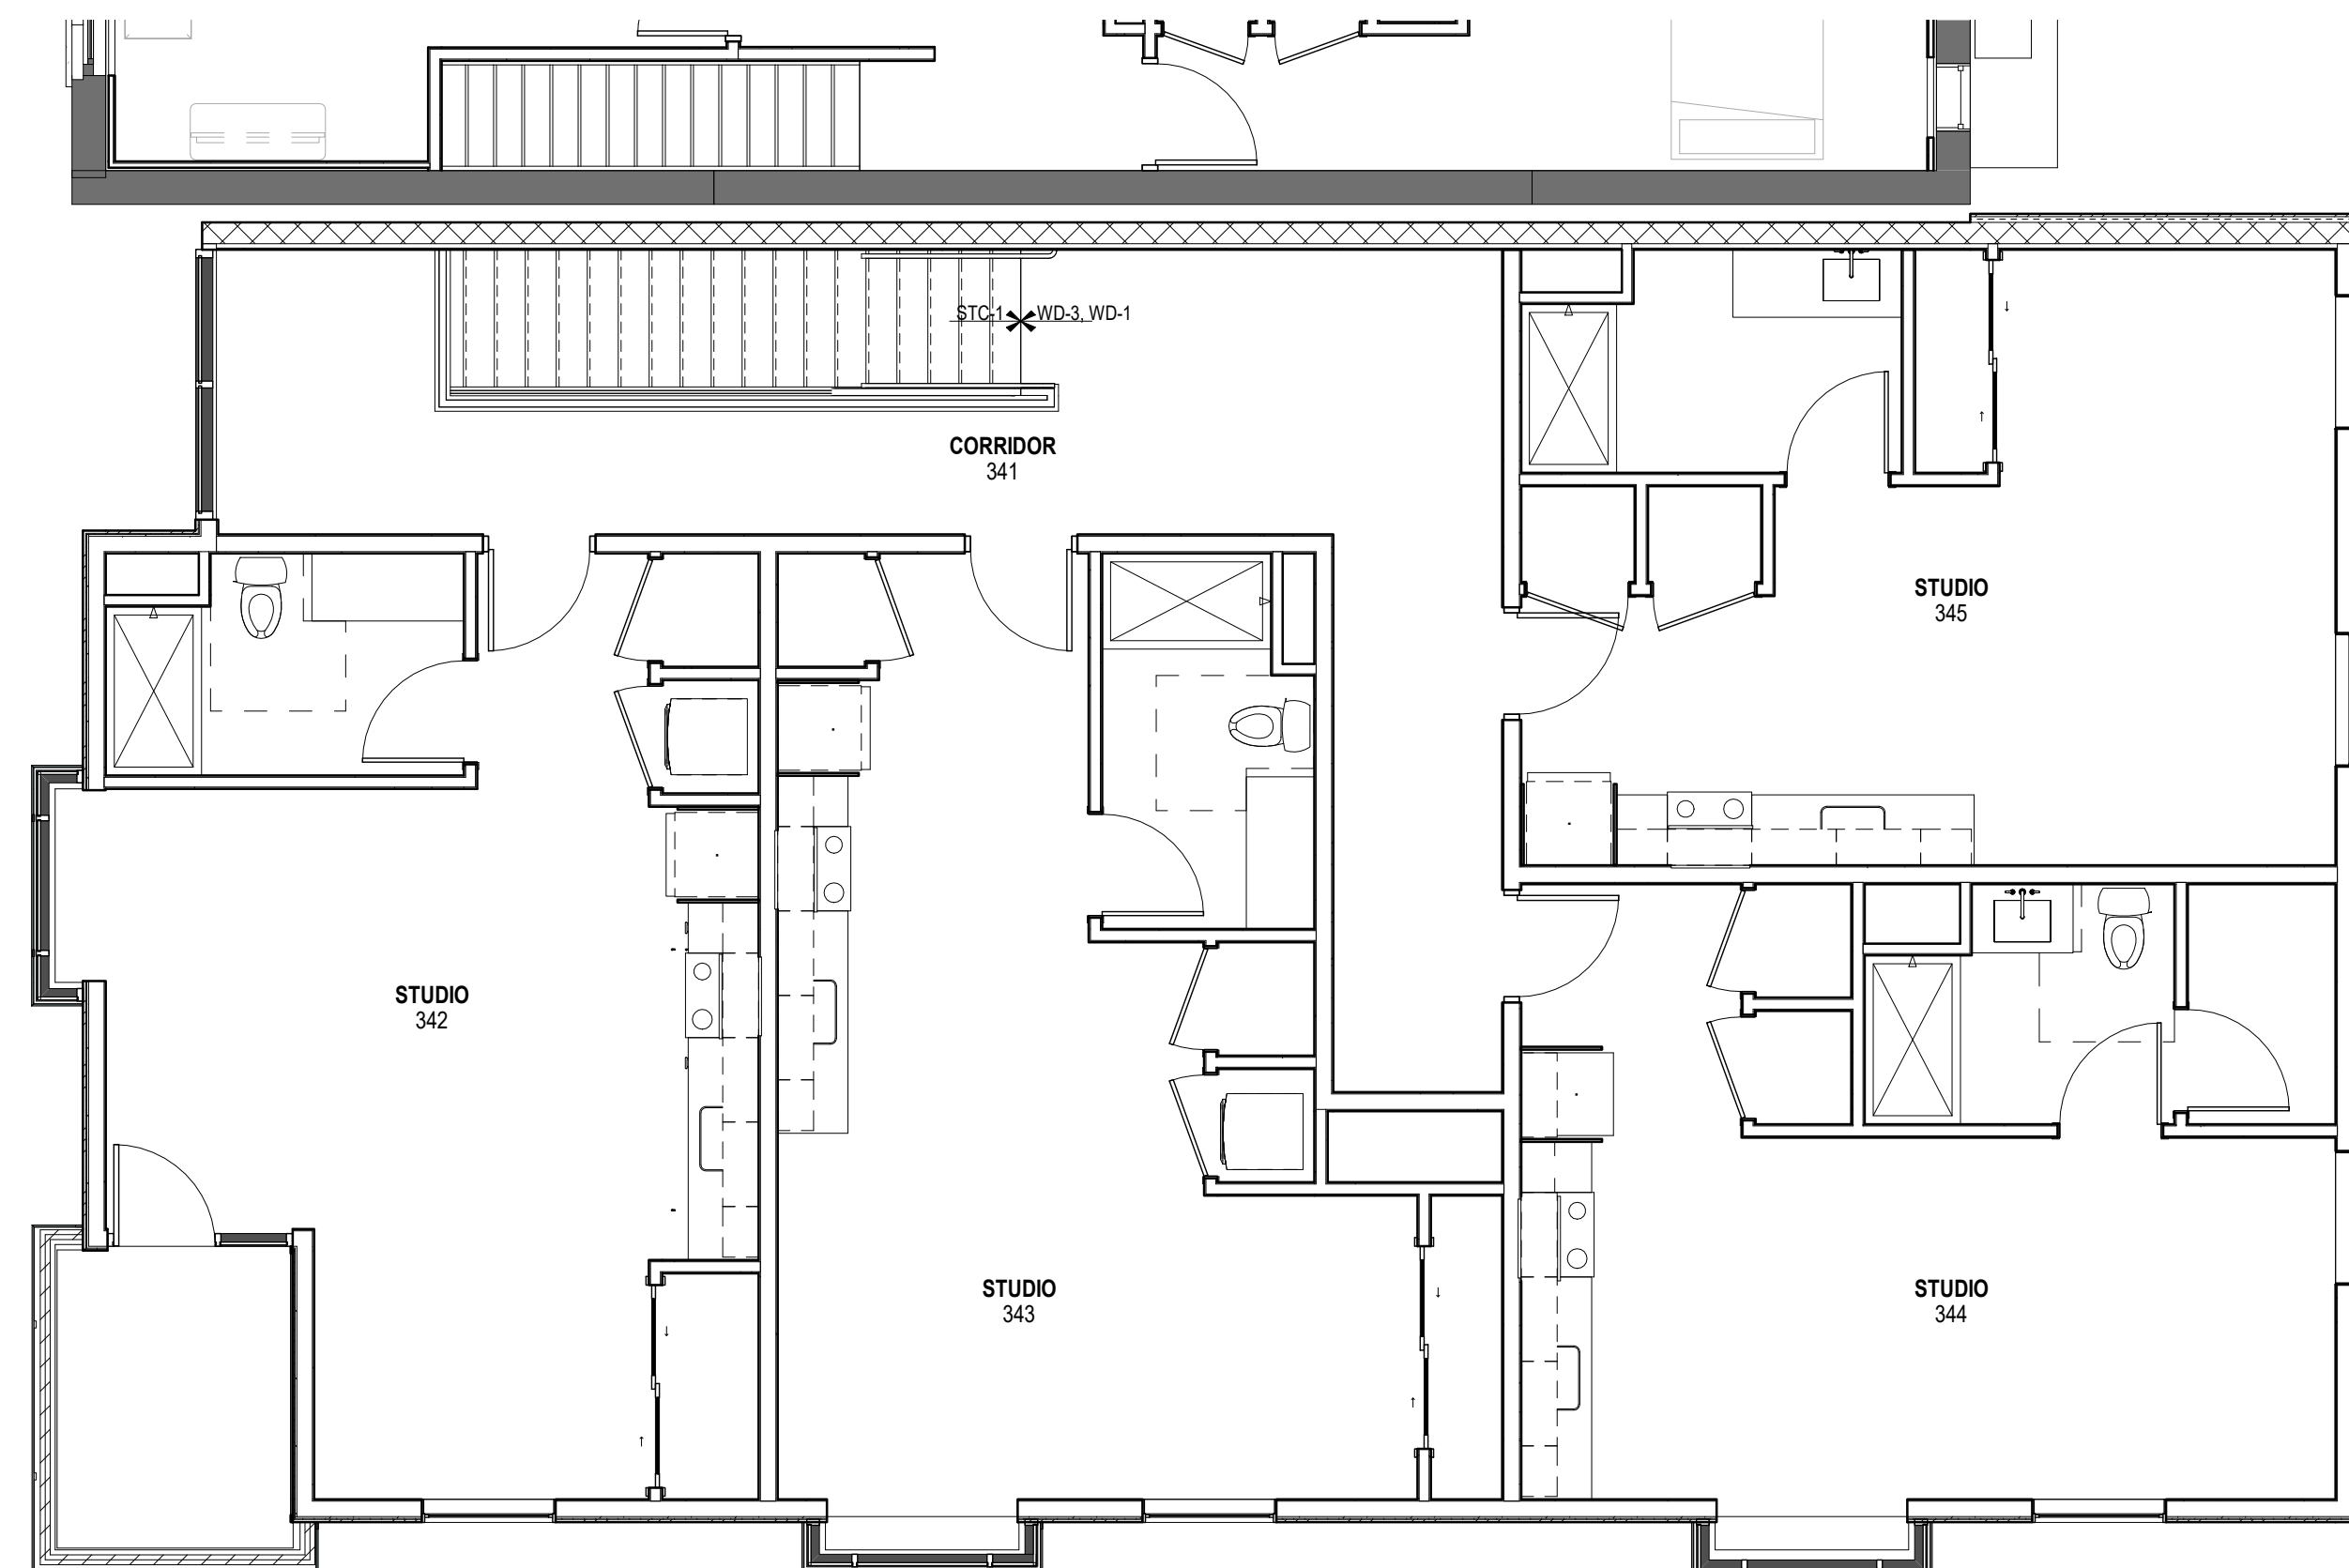 STC-1 WD-3, WD-1
CORRIDOR
341
STUDIO
345
STUDIO
342
STUDIO
343
STUDIO
344